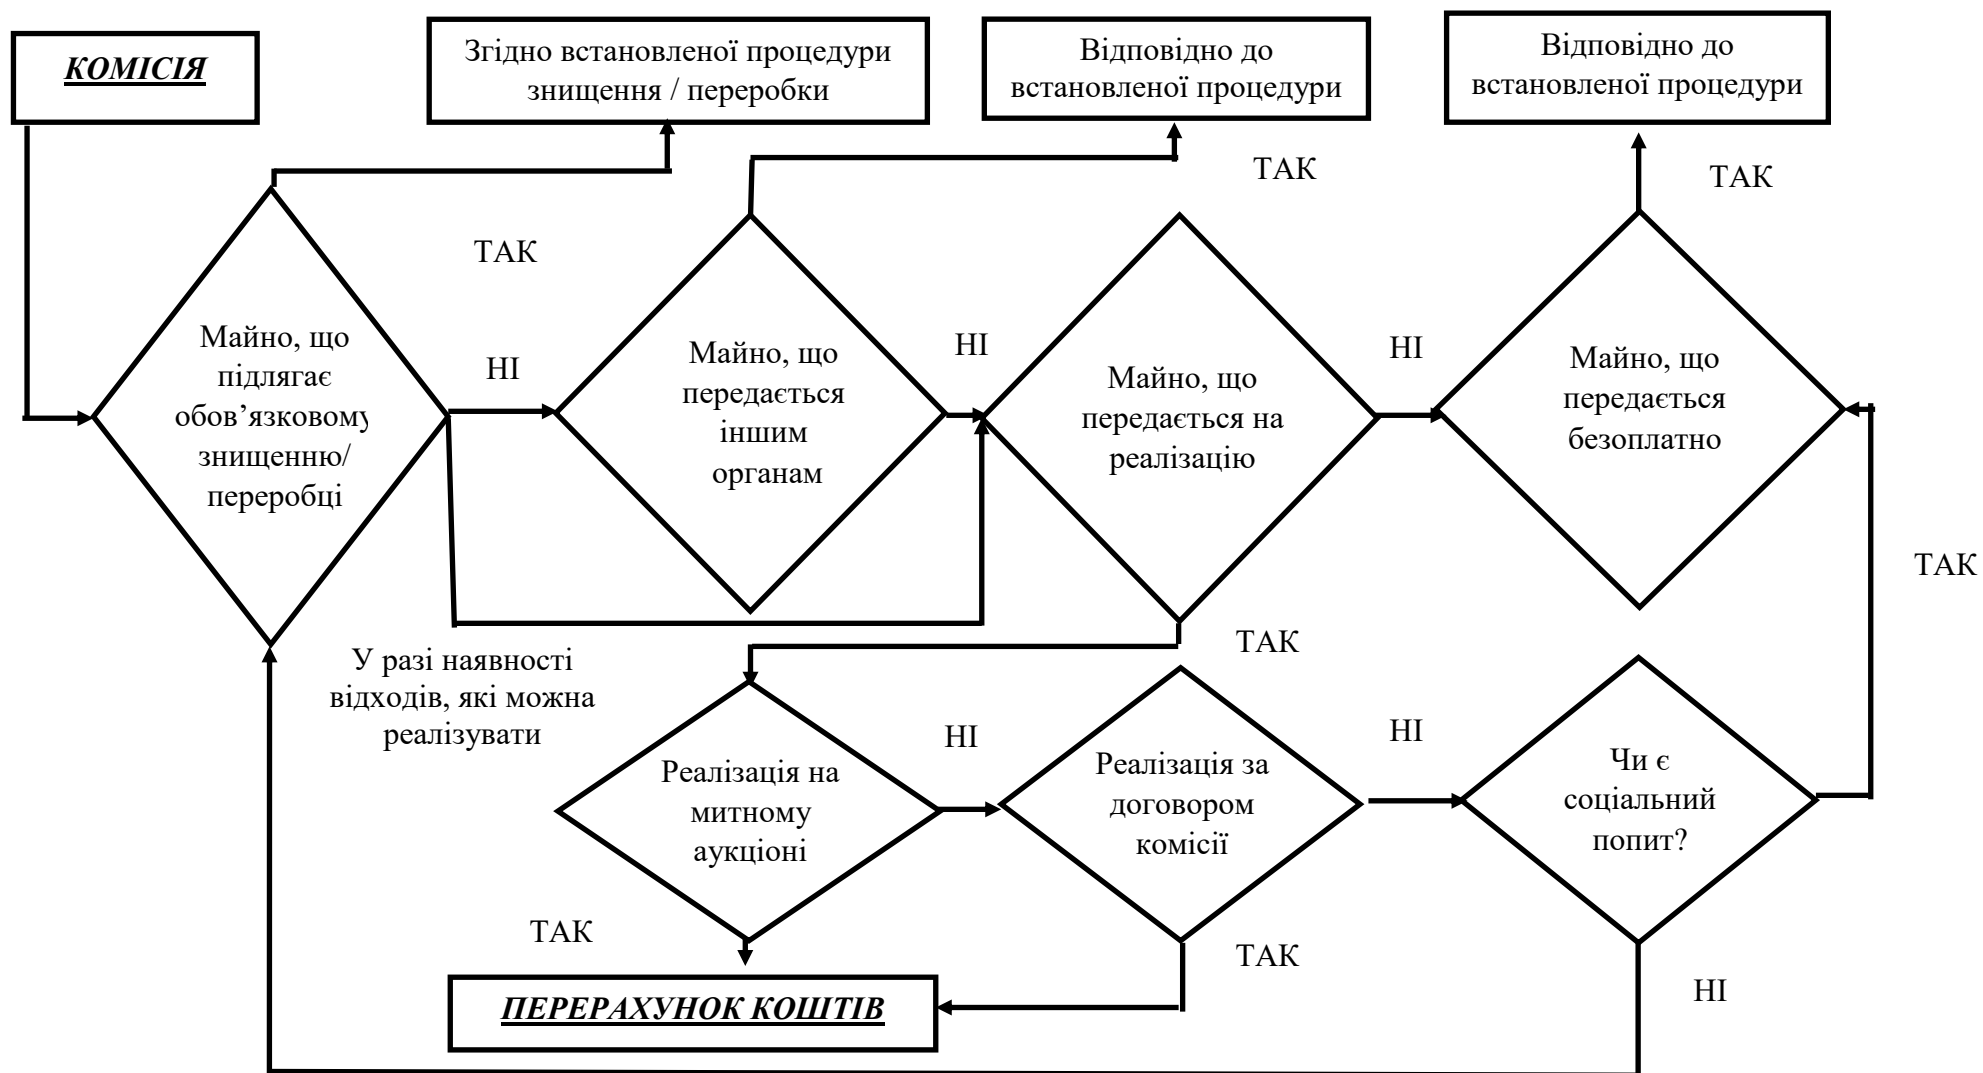 КОМІСІЯ
Згідно встановленої процедури
знищення / переробки
Відповідно до
встановленої процедури
Відповідно до
встановленої процедури
ТАК
ТАК
ТАК
Майно, що
підлягає
обов’язковому
знищенню/
переробці
НІ
Майно, що
передається
іншим
органам
НІ
Майно, що
передається на
реалізацію
НІ
Майно, що
передається
безоплатно
ТАК
У разі наявності
відходів, які можна
реалізувати
ТАК
Реалізація на
митному
аукціоні
НІ
Реалізація за
договором
комісії
НІ
Чи є
соціальний
попит?
ТАК
ТАК
НІ
ПЕРЕРАХУНОК КОШТІВ